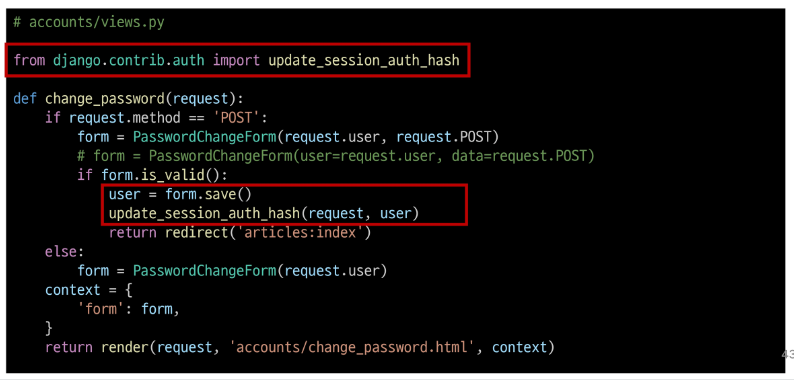 # accounts/views.py
from django.contrib.auth import update_session_auth_hash
def change_password(request):
    if request.method == 'POST':
        form = PasswordChangeForm(request.user, request.POST)
        # form = PasswordChangeForm(user=request.user, data=request.POST)
        if form.is_valid():
            user = form.save()
            update_session_auth_hash(request, user)
            return redirect('articles:index')
    else:
        form = PasswordChangeForm(request.user)
    context = {
        'form': form,
    }
    return render(request, 'accounts/change_password.html', context)
43